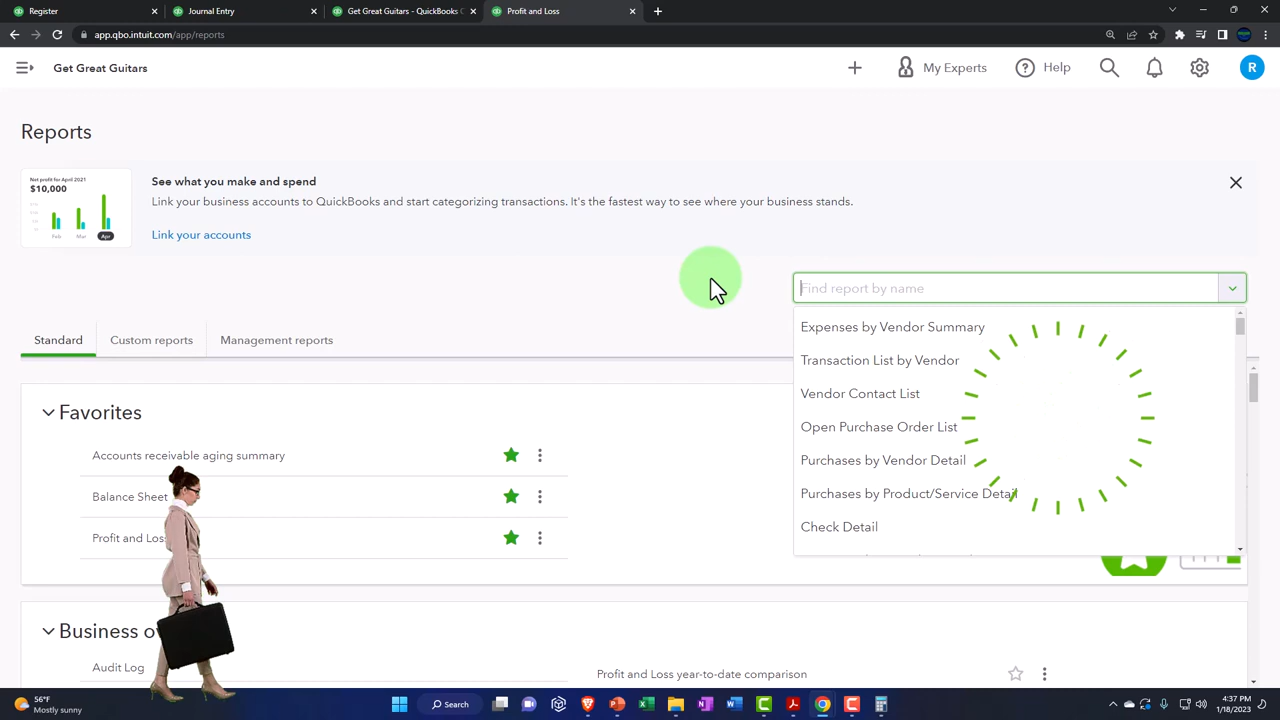 Register
Journal Entry
Get Great Guitars - QuickBooks
Profit and Loss
app.qbo.intuit.com/app/reports
Get Great Guitars
My Experts
Help
R
Reports
Net profit for April 2021
$10,000
Feb
Mar
Apr
See what you make and spend
Link your business accounts to QuickBooks and start categorizing transactions. It's the fastest way to see where your business stands.
Link your accounts
Find report by name
Expenses by Vendor Summary
Transaction List by Vendor
Vendor Contact List
Open Purchase Order List
Purchases by Vendor Detail
Purchases by Product/Service Detail
Check Detail
Standard
Custom reports
Management reports
Favorites
Accounts receivable aging summary
Balance Sheet
Profit and Loss
Business
Audit Log
Profit and Loss year-to-date comparison
56°F
Mostly sunny
Search
4:37 PM
1/18/2023